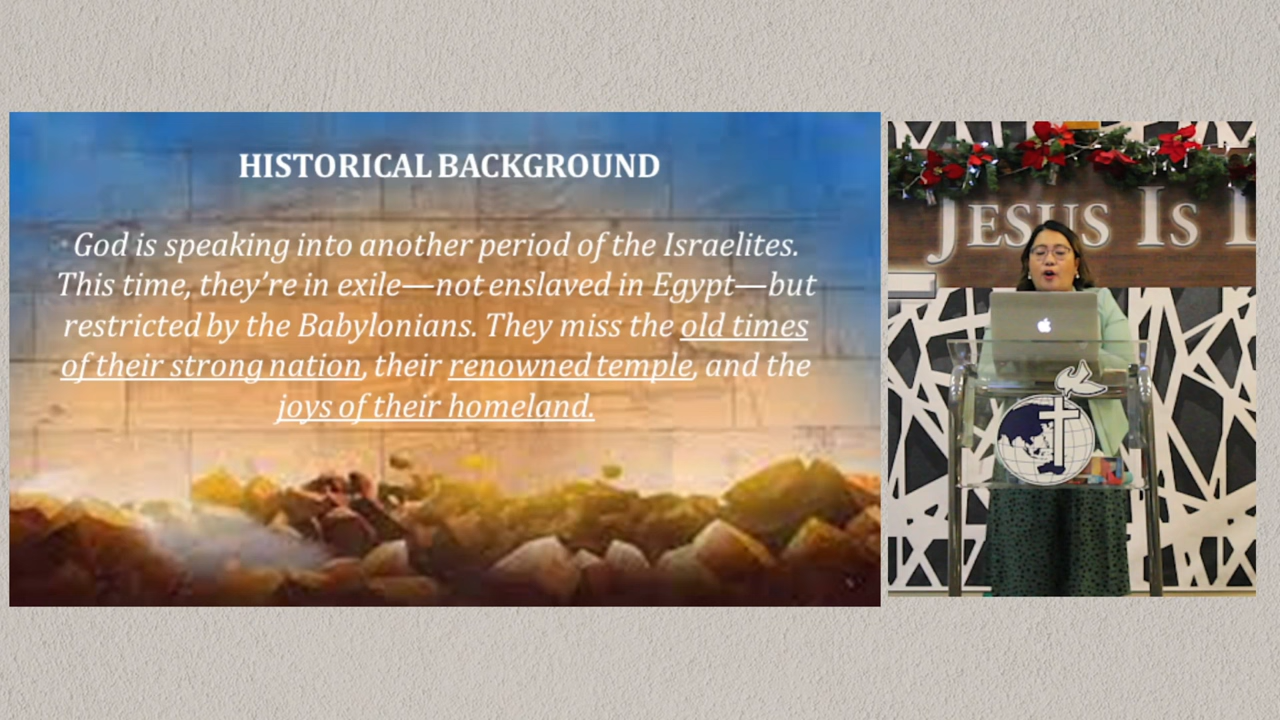 HISTORICAL BACKGROUND
God is speaking into another period of the Israelites.
This time, they’re in exile—not enslaved in Egypt—but
restricted by the Babylonians. They miss the old times
of their strong nation, their renowned temple, and the
joys of their homeland.
JESUS IS L